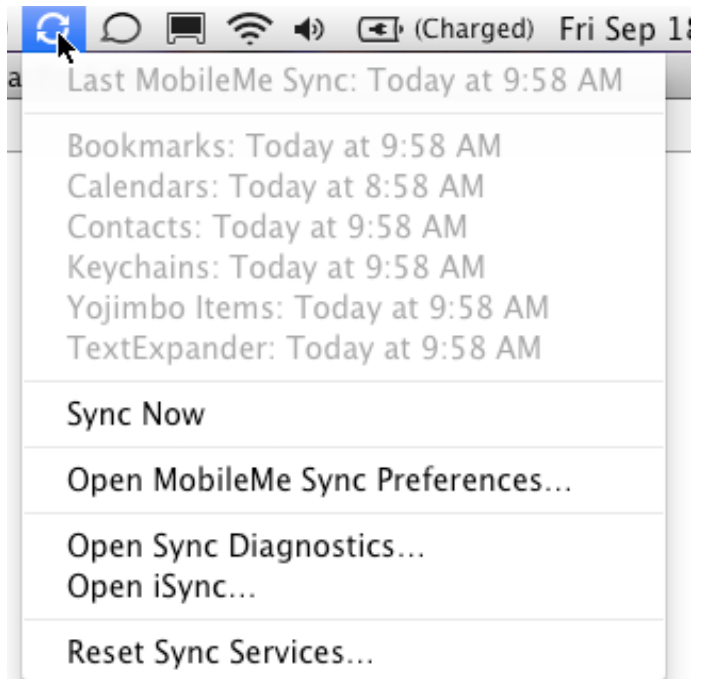 (Charged) Fri Sep 18
a
Last MobileMe Sync: Today at 9:58 AM
Bookmarks: Today at 9:58 AM
Calendars: Today at 8:58 AM
Contacts: Today at 9:58 AM
Keychains: Today at 9:58 AM
Yojimbo Items: Today at 9:58 AM
TextExpander: Today at 9:58 AM
Sync Now
Open MobileMe Sync Preferences…
Open Sync Diagnostics…
Open iSync…
Reset Sync Services…